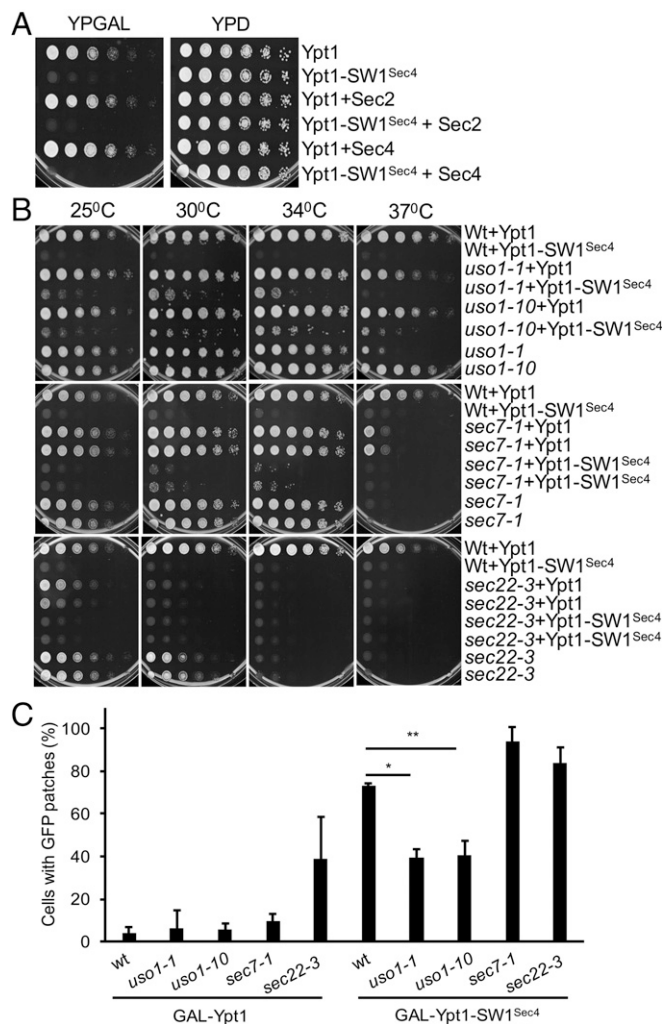 A
YPGAL YPD
Ypt1
Ypt1-SW1Sec4
Ypt1+Sec2
Ypt1-SW1Sec4 + Sec2
Ypt1+Sec4
Ypt1-SW1Sec4 + Sec4
B
25⁰C 30⁰C 34⁰C 37⁰C
Wt+Ypt1
Wt+Ypt1-SW1Sec4
uso1-1+Ypt1
uso1-1+Ypt1-SW1Sec4
uso1-10+Ypt1
uso1-10+Ypt1-SW1Sec4
uso1-1
uso1-10
Wt+Ypt1
Wt+Ypt1-SW1Sec4
sec7-1+Ypt1
sec7-1+Ypt1
sec7-1+Ypt1-SW1Sec4
sec7-1+Ypt1-SW1Sec4
sec7-1
sec7-1
Wt+Ypt1
Wt+Ypt1-SW1Sec4
sec22-3+Ypt1
sec22-3+Ypt1
sec22-3+Ypt1-SW1Sec4
sec22-3+Ypt1-SW1Sec4
sec22-3
sec22-3
C
Cells with GFP patches (%)
100
80
60
40
20
0
** 
*
wt uso1-1 uso1-10 sec7-1 sec22-3 wt uso1-1 uso1-10 sec7-1 sec22-3
GAL-Ypt1 GAL-Ypt1-SW1Sec4